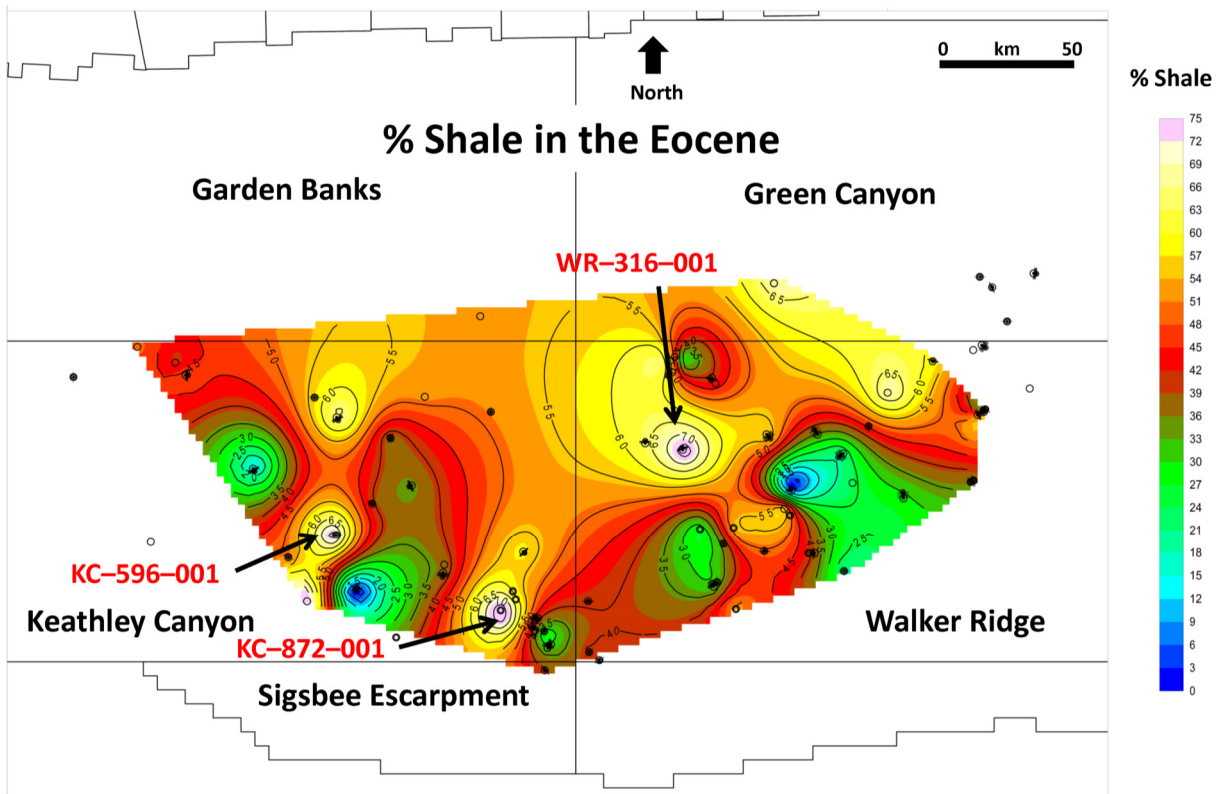 0 km 50
North
% Shale
% Shale in the Eocene
Garden Banks
Green Canyon
WR–316–001
KC–596–001
Keathley Canyon
KC–872–001
Walker Ridge
Sigsbee Escarpment
75
72
69
66
63
60
57
54
51
48
45
42
39
36
33
30
27
24
21
18
15
12
9
6
3
0